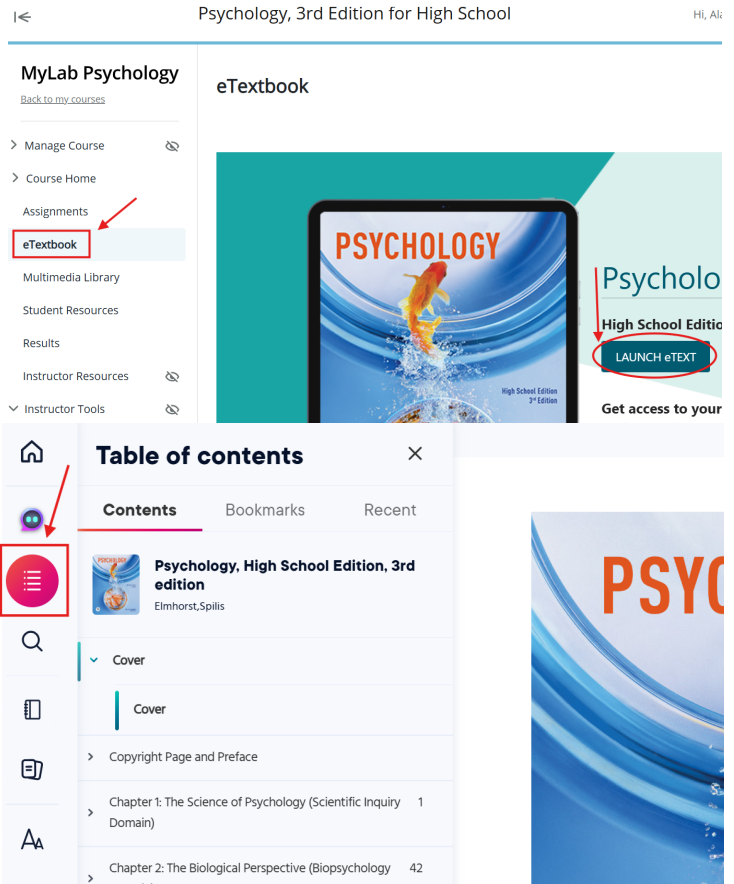 Psychology, 3rd Edition for High School
Hi, Ala
MyLab Psychology
Back to my courses
Manage Course
Course Home
Assignments
eTextbook
Multimedia Library
Student Resources
Results
Instructor Resources
Instructor Tools
eTextbook
PSYCHOLOGY
High School Edition
3rd Edition
Psycholo
High School Editio
LAUNCH eTEXT
Get access to your
Table of contents
Contents
Bookmarks
Recent
PSYCHOLOGY
Psychology, High School Edition, 3rd
edition
Elmhorst,Spilis
Cover
Cover
Copyright Page and Preface
Chapter 1: The Science of Psychology (Scientific Inquiry 1
Domain)
Chapter 2: The Biological Perspective (Biopsychology 42
AA
PSYC